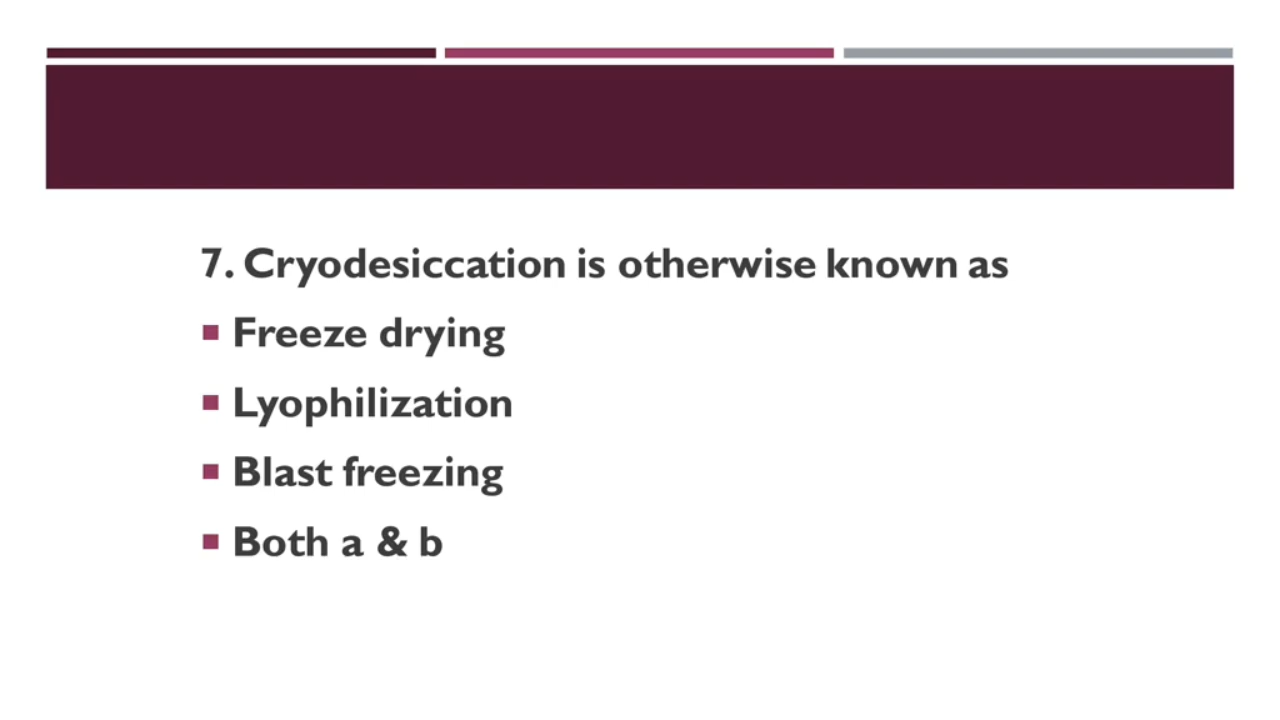 7. Cryodesiccation is otherwise known as
Freeze drying
Lyophilization
Blast freezing
Both a & b